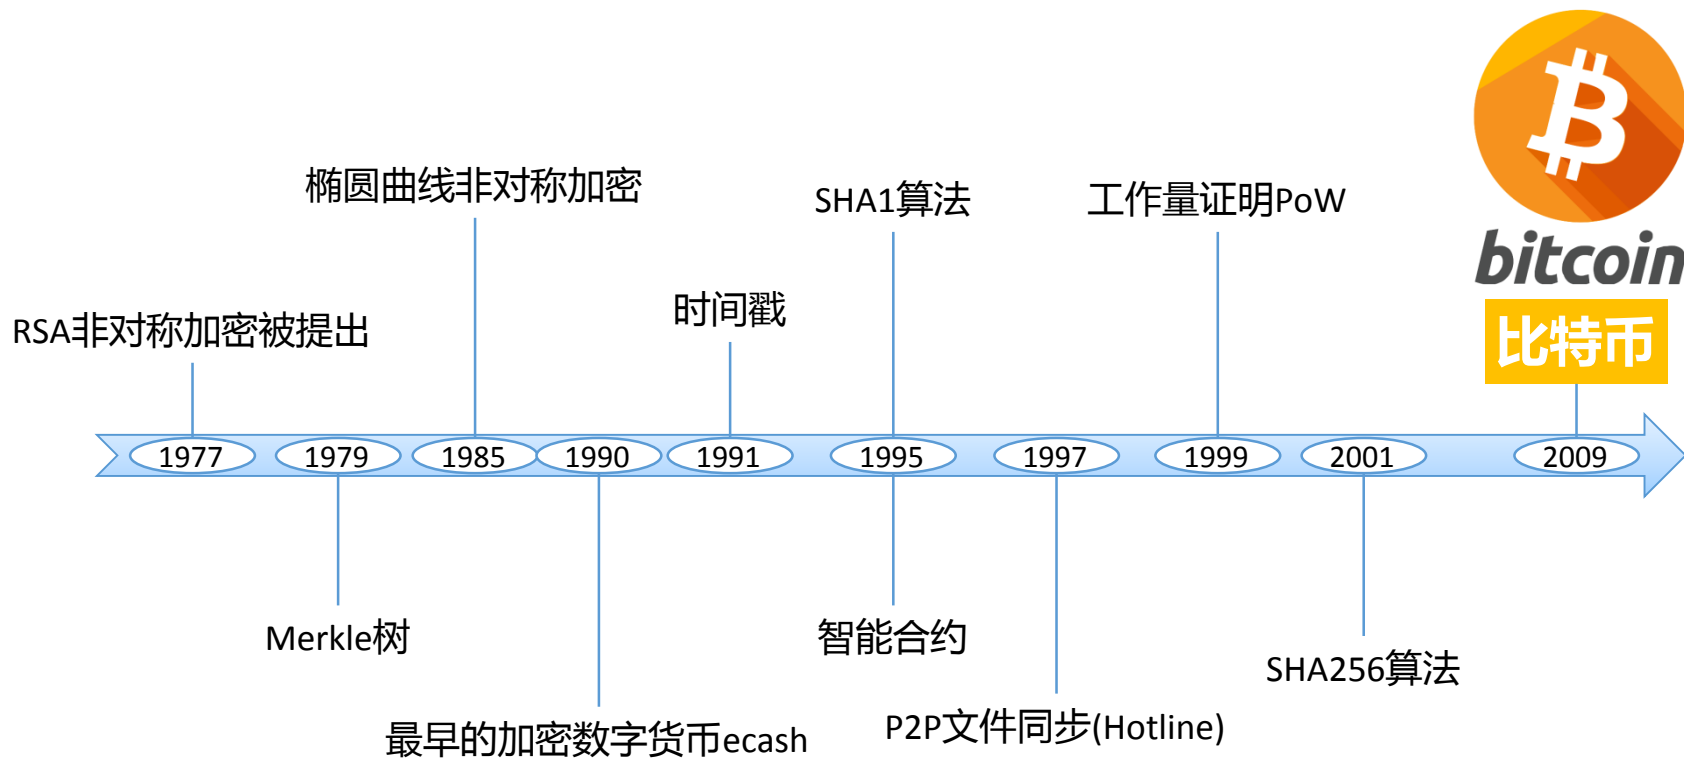 bitcoin
比特币
椭圆曲线非对称加密
SHA1算法
工作量证明PoW
时间戳
RSA非对称加密被提出
1977
1979
1985
1990
1991
1995
1997
1999
2001
2009
Merkle树
智能合约
SHA256算法
最早的加密数字货币ecash
P2P文件同步(Hotline)